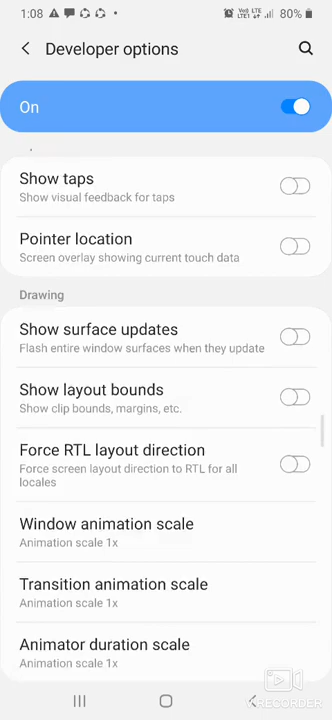 1:08
Vo)) LTE
LTE1
80%
Developer options
On
Show taps
Show visual feedback for taps
Pointer location
Screen overlay showing current touch data
Drawing
Show surface updates
Flash entire window surfaces when they update
Show layout bounds
Show clip bounds, margins, etc.
Force RTL layout direction
Force screen layout direction to RTL for all
locales
Window animation scale
Animation scale 1x
Transition animation scale
Animation scale 1x
Animator duration scale
Animation scale 1x
V.RECORDER